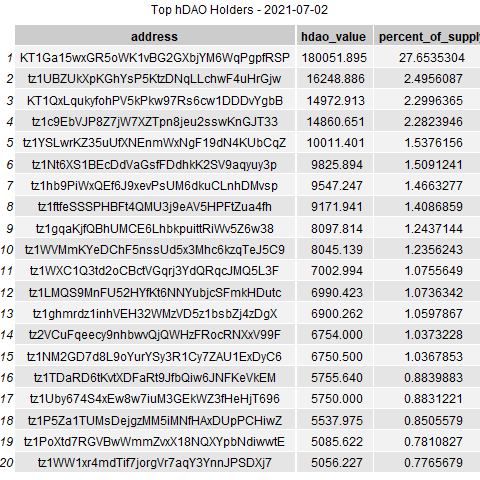 Top hDAO Holders - 2021-07-02
address hdao_value percent_of_supply
1 KT1Ga15wxGR5oWK1vBG2GXbjYM6WqPgpfRSP 180051.895 27.6535304
2 tz1UBZUkXpKGhYsP5KtzDNqLLchwF4uHrGjw 16248.886 2.4956087
3 KT1QxLqukyfohPV5kPkw97Rs6cw1DDDvYgbB 14972.913 2.2996365
4 tz1c9EbVJP8Z7jW7XZTpn8jeu2sswKnGJT33 14860.651 2.2823946
5 tz1YSLwrKZ35uUfXNEnmWxNgF19dN4KUbCqZ 10011.401 1.5376156
6 tz1Nt6XS1BEcDdVaGsfFDdhkK2SV9aqyuy3p 9825.894 1.5091241
7 tz1hb9PiWxQEf6J9xevPsUM6dkuCLnhDMvsp 9547.247 1.4663277
8 tz1ftfeSSSPHBFt4QMU3j9eAV5HPFtZua4fh 9171.941 1.4086859
9 tz1gqaKjfQBhUMCE6LhbkpuittRiWv5Z6w38 8097.814 1.2437144
10 tz1WVMmKYeDChF5nssUd5x3Mhc6kzqTeJ5C9 8045.139 1.2356243
11 tz1WXC1Q3td2oCBctVGqrj3YdQRqcJMQ5L3F 7002.994 1.0755649
12 tz1LMQS9MnFU52HYfKt6NNYubjcSFmkHDutc 6990.423 1.0736342
13 tz1ghmrdz1inhVEH32WMzVD5z1bsbZj4zDgX 6900.262 1.0597867
14 tz2VCuFqeecy9nhbwvQjQWHzFRocRNXxV99F 6754.000 1.0373228
15 tz1NM2GD7d8L9oYurYSy3R1Cy7ZAU1ExDyC6 6750.500 1.0367853
16 tz1TDaRD6tKvtXDFaRt9JfbQiw6JNFKeVkEM 5755.640 0.8839883
17 tz1Uby674S4xEw8w7iuM3GEkWZ3fHeHjT696 5750.000 0.8831221
18 tz1P5Za1TUMsDejgzMM5iMNfHAxDUpPCHiwZ 5537.975 0.8505579
19 tz1PoXtd7RGVBwWmmZvxX18NQXYpbNdiwwtE 5085.622 0.7810827
20 tz1WW1xr4mdTif7jorgVr7aqY3YnnJPSDXj7 5056.227 0.7765679